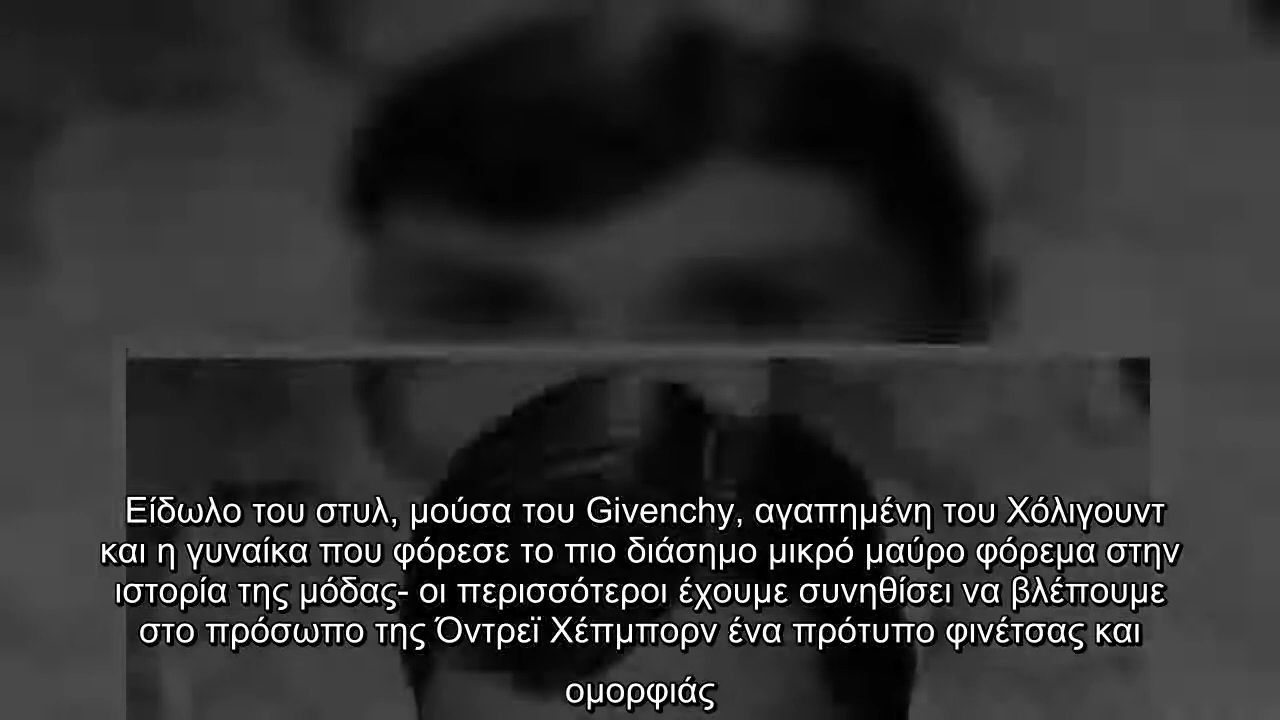 Είδωλο του στυλ, μούσα του Givenchy, αγαπημένη του Χόλιγουντ
και η γυναίκα που φόρεσε το πιο διάσημο μικρό μαύρο φόρεμα στην
ιστορία της μόδας- οι περισσότεροι έχουμε συνηθίσει να βλέπουμε
στο πρόσωπο της Όντρεϊ Χέπμπορν ένα πρότυπο φινέτσας και
ομορφιάς